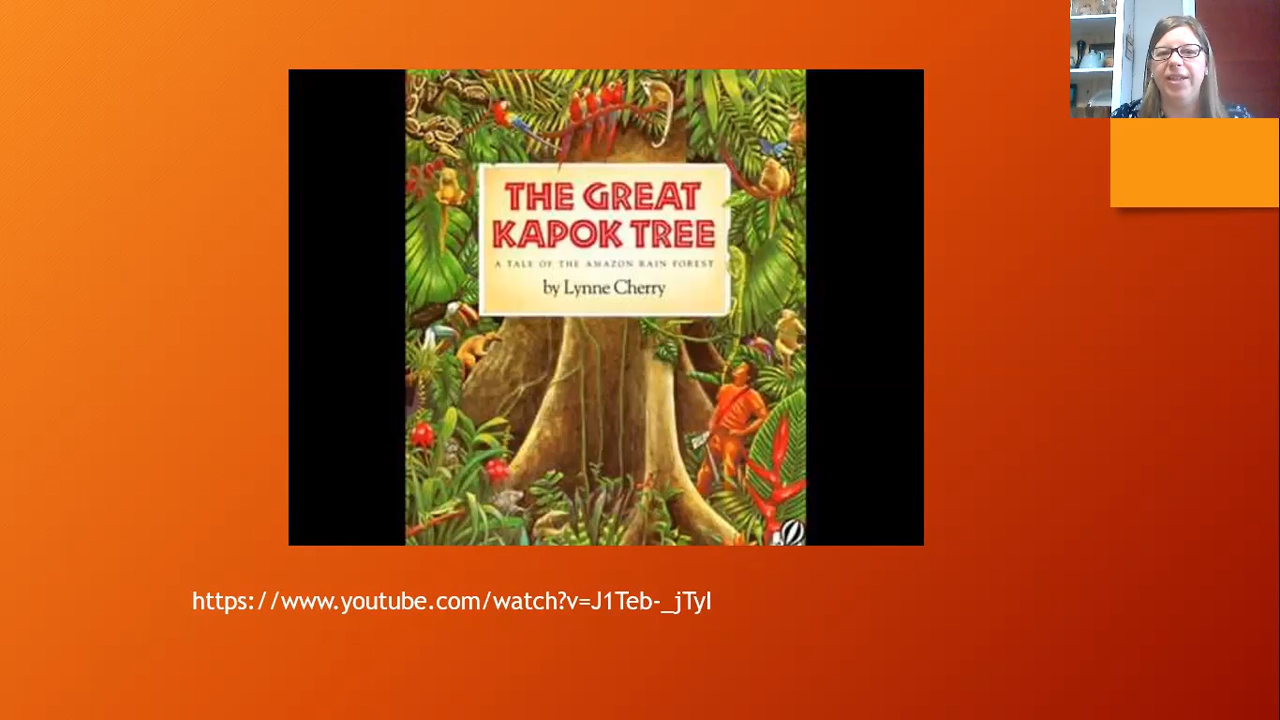 THE GREAT
KAPOK TREE
A TALE OF THE AMAZON RAIN FOREST
by Lynne Cherry
https://www.youtube.com/watch?v=J1Teb-_jTyI